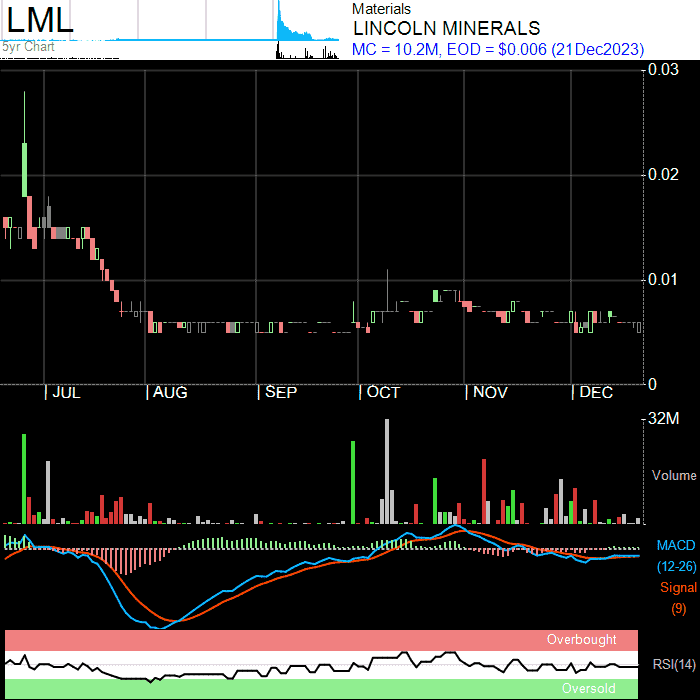 LML
5yr Chart
Materials
LINCOLN MINERALS
MC = 10.2M, EOD = $0.006 (21Dec2023)
0.03
0.02
0.01
0
JUL AUG SEP OCT NOV DEC
32M
Volume
MACD
(12-26)
Signal
(9)
Overbought
RSI(14)
Oversold